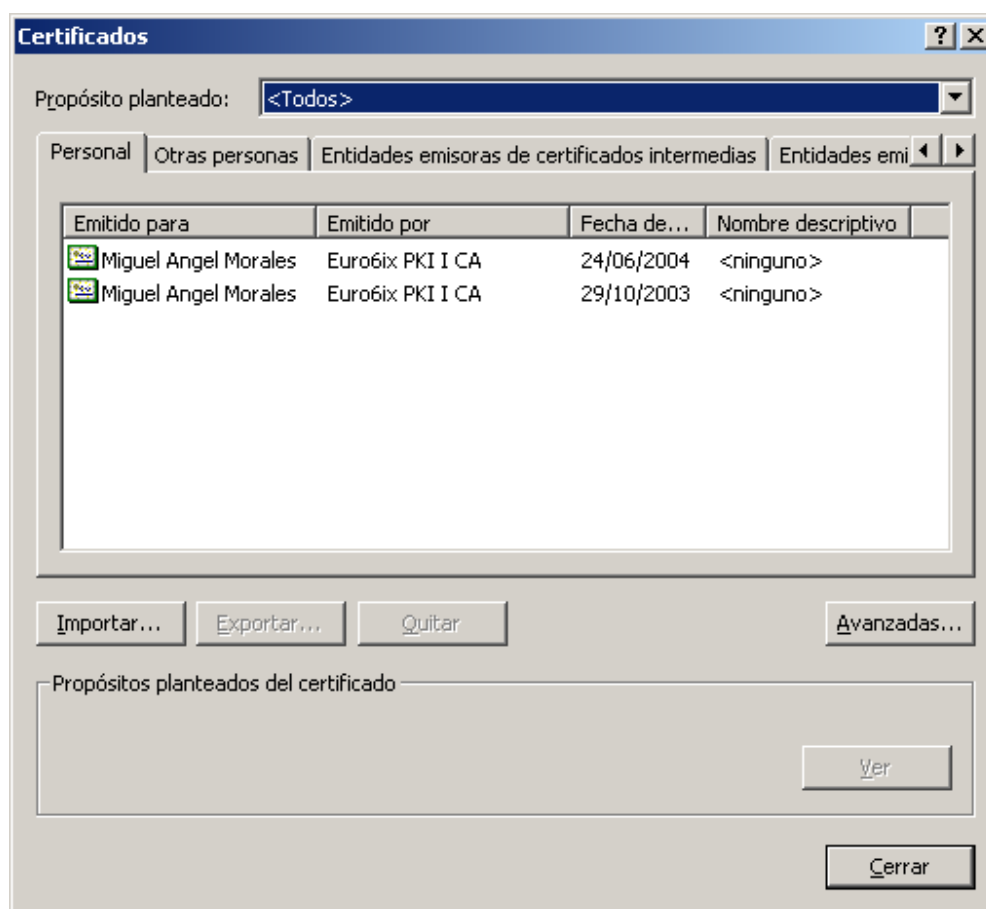 Certificados
Propósito planteado: <Todos>
Personal Otras personas Entidades emisoras de certificados intermedias Entidades emi
Emitido para Emitido por Fecha de... Nombre descriptivo
Miguel Angel Morales Euro6ix PKI I CA 24/06/2004 <ninguno>
Miguel Angel Morales Euro6ix PKI I CA 29/10/2003 <ninguno>
Importar... Exportar... Quitar Avanzadas...
Propósitos planteados del certificado
Ver
Cerrar